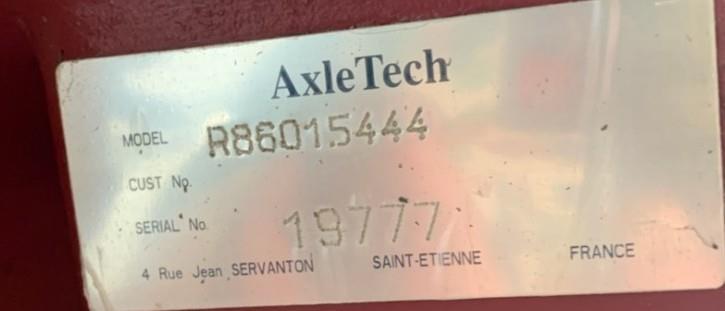 AxleTech
MODEL R86015444
CUST No.
SERIAL No. 19777
4 Rue Jean SERVANTON SAINT-ETIENNE FRANCE